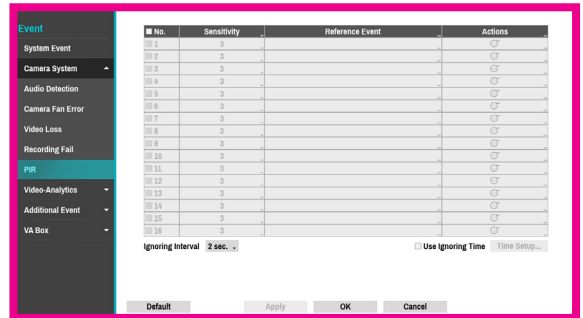 Event
System Event
Camera System
Audio Detection
Camera Fan Error
Video Loss
Recording Fail
PIR
Video-Analytics
Additional Event
VA Box
No. Sensitivity Reference Event Actions
1 3
2 3
3 3
4 3
5 3
6 3
7 3
8 3
9 3
10 3
11 3
12 3
13 3
14 3
15 3
16 3
Ignoring Interval 2 sec. Use Ignoring Time Time Setup...
Default Apply OK Cancel